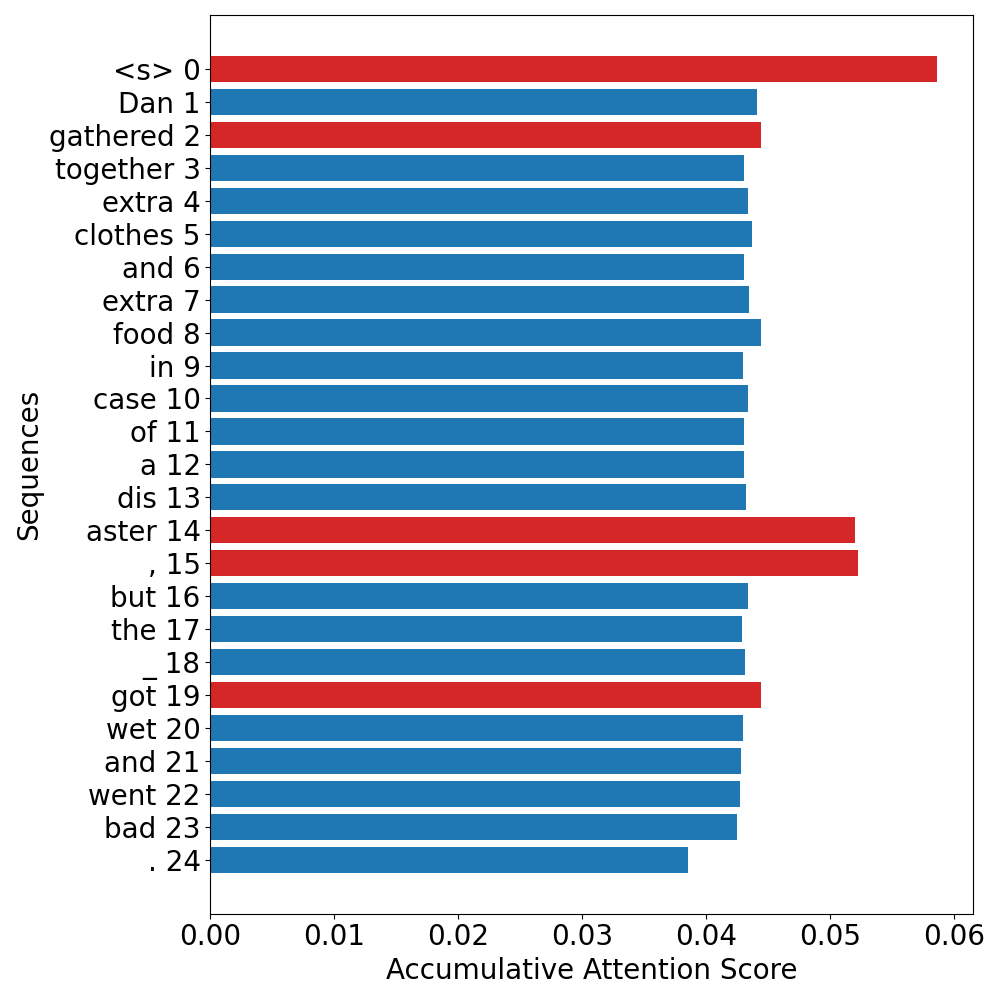 <s> 0
Dan 1
gathered 2
together 3
extra 4
clothes 5
and 6
extra 7
food 8
in 9
case 10
of 11
a 12
dis 13
aster 14
, 15
but 16
the 17
_ 18
got 19
wet 20
and 21
went 22
bad 23
. 24
Sequences
0.00 0.01 0.02 0.03 0.04 0.05 0.06
Accumulative Attention Score